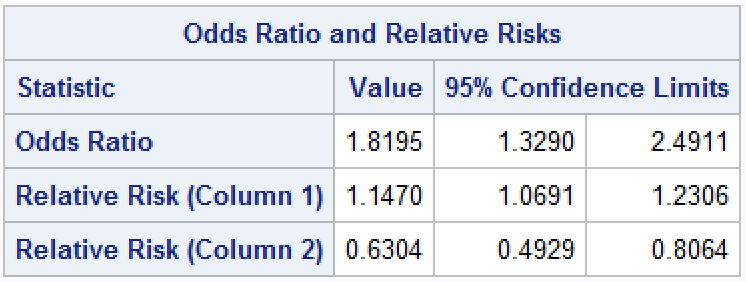 Odds Ratio and Relative Risks
Statistic Value 95% Confidence Limits
Odds Ratio 1.8195 1.3290 2.4911
Relative Risk (Column 1) 1.1470 1.0691 1.2306
Relative Risk (Column 2) 0.6304 0.4929 0.8064